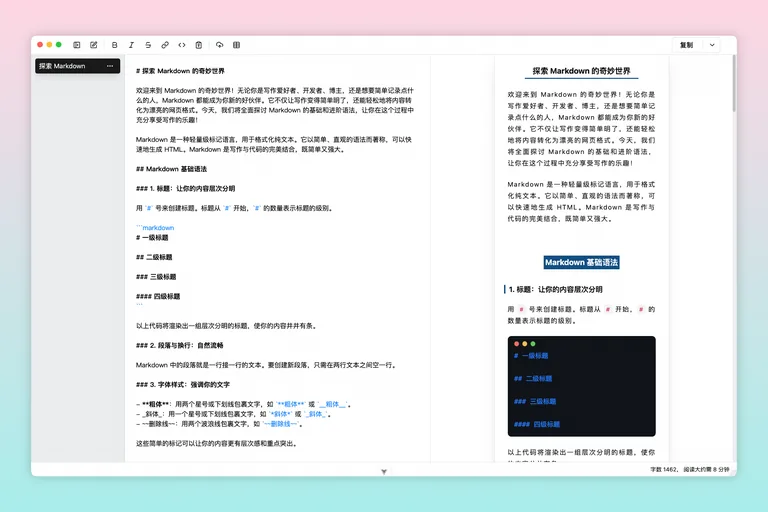 复制
探索 Markdown
# 探索 Markdown 的奇妙世界
欢迎来到 Markdown 的奇妙世界！无论你是写作爱好者、开发者、博主，还是想要简单记录点什
么的人，Markdown 都能成为你新的好伙伴。它不仅让写作变得简单明了，还能轻松地将内容转化
为漂亮的网页格式。今天，我们将全面探讨 Markdown 的基础和进阶语法，让你在这个过程中
充分享受写作的乐趣！
Markdown 是一种轻量级标记语言，用于格式化纯文本。它以简单、直观的语法而著称，可以快
速地生成 HTML。Markdown 是写作与代码的完美结合，既简单又强大。
## Markdown 基础语法
### 1. 标题：让你的内容层次分明
用 `#` 号来创建标题。标题从 `#` 开始，`#` 的数量表示标题的级别。
```markdown
# 一级标题
## 二级标题
### 三级标题
#### 四级标题
```
以上代码将渲染出一组层次分明的标题，使你的内容井井有条。
### 2. 段落与换行：自然流畅
Markdown 中的段落就是一行接一行的文本。要创建新段落，只需在两行文本之间空一行。
### 3. 字体样式：强调你的文字
- **粗体**：用两个星号或下划线包裹文字，如 `**粗体**` 或 `__粗体__`。
- _斜体_：用一个星号或下划线包裹文字，如 `*斜体*` 或 `_斜体_`。
- ~~删除线~~：用两个波浪线包裹文字，如 `~~删除线~~`。
这些简单的标记可以让你的内容更有层次感和重点突出。
探索 Markdown 的奇妙世界
欢迎来到 Markdown 的奇妙世界！无论你是
写作爱好者、开发者、博主，还是想要简单记
录点什么的人，Markdown 都能成为你新的好
伙伴。它不仅让写作变得简单明了，还能轻松
地将内容转化为漂亮的网页格式。今天，我们
将全面探讨 Markdown 的基础和进阶语法，
让你在这个过程中充分享受写作的乐趣！
Markdown 是一种轻量级标记语言，用于格式
化纯文本。它以简单、直观的语法而著称，可
以快速地生成 HTML。Markdown 是写作与
代码的完美结合，既简单又强大。
Markdown 基础语法
1. 标题：让你的内容层次分明
用 # 号来创建标题。标题从 # 开始，# 的
数量表示标题的级别。
# 一级标题
## 二级标题
### 三级标题
#### 四级标题
以上代码将渲染出一组层次分明的标题，使你
字数 1462， 阅读大约需 8 分钟